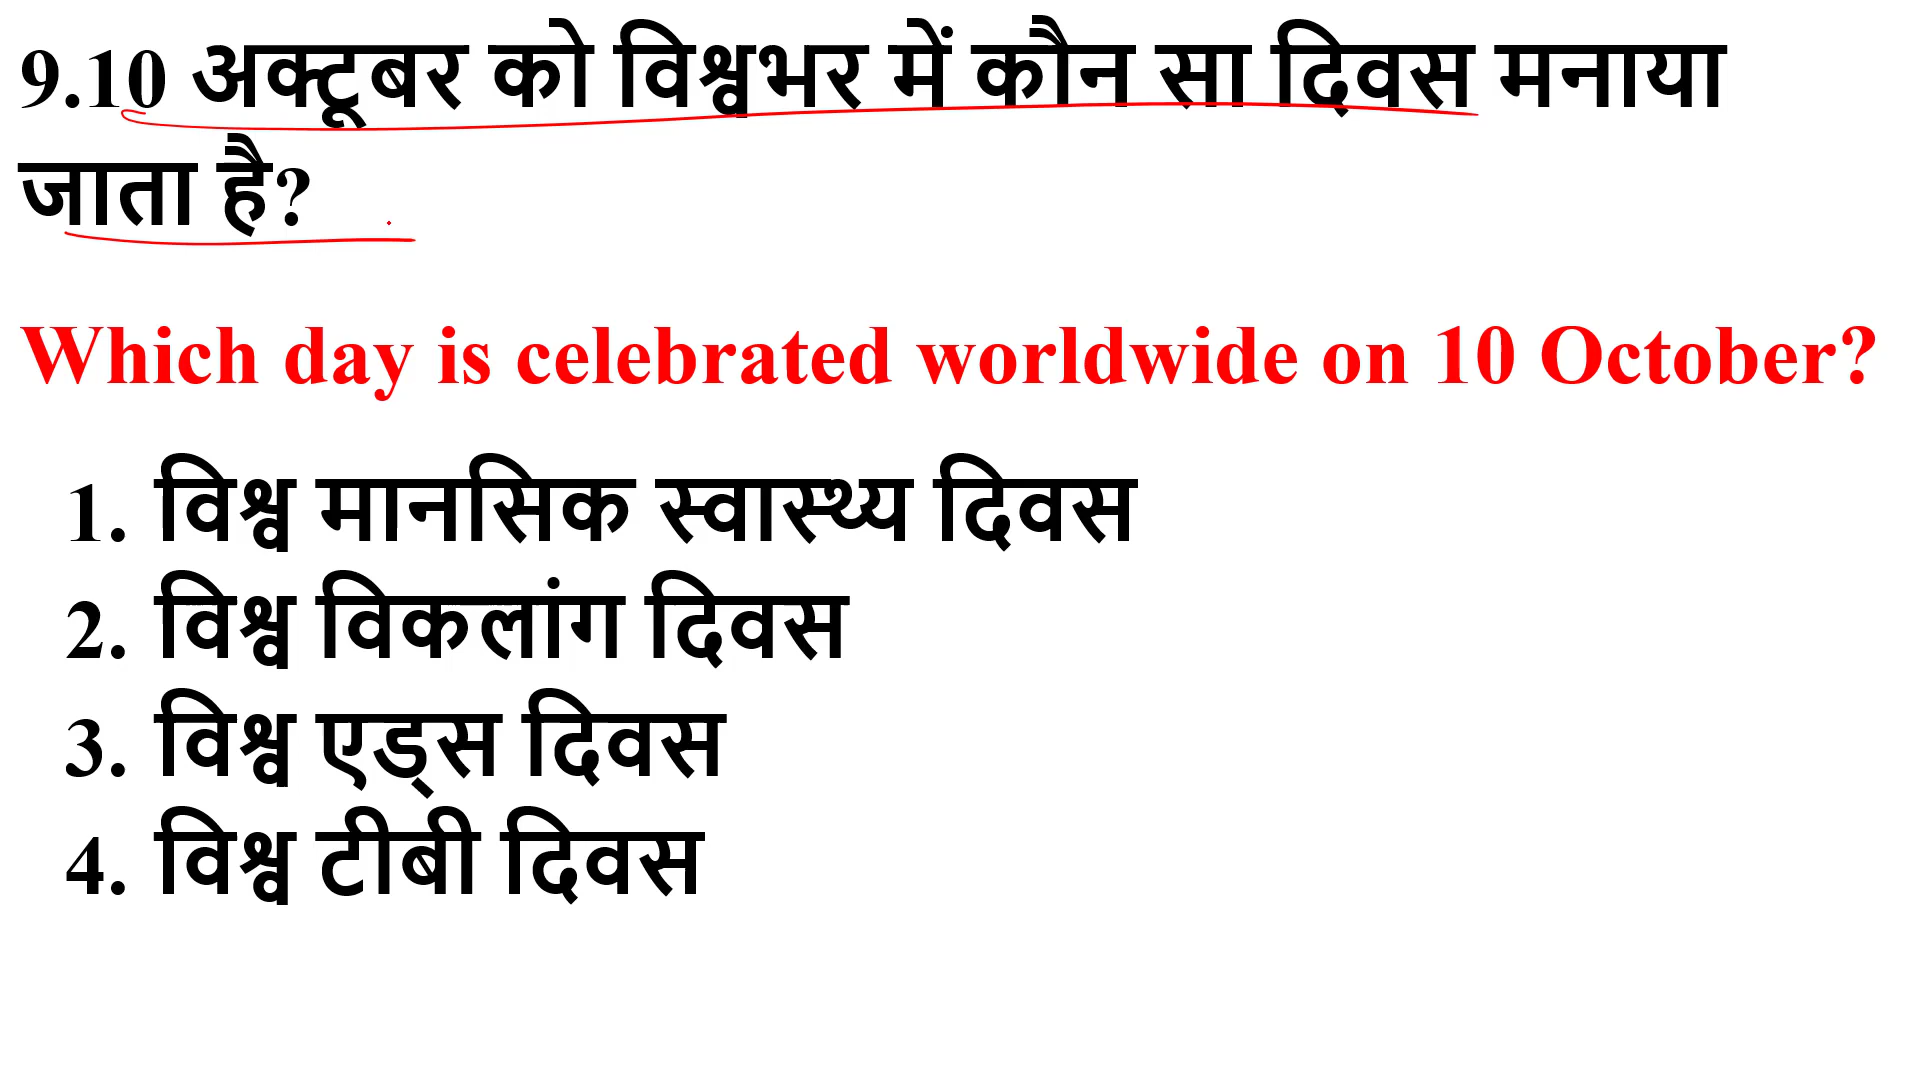 9.10 अक्टूबर को विश्वभर में कौन सा दिवस मनाया
जाता है?
Which day is celebrated worldwide on 10 October?
1. विश्व मानसिक स्वास्थ्य दिवस
2. विश्व विकलांग दिवस
3. विश्व एड्स दिवस
4. विश्व टीबी दिवस